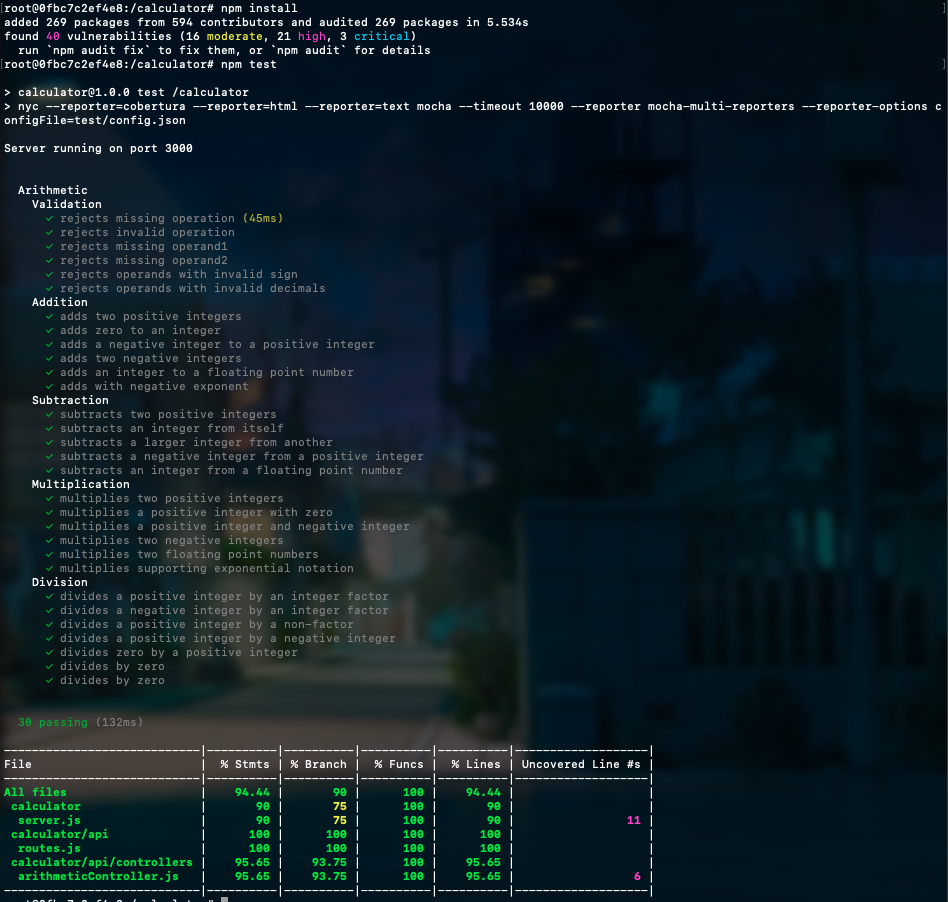 [root@0fbc7c2ef4e8:/calculator# npm install ]
added 269 packages from 594 contributors and audited 269 packages in 5.534s
found 40 vulnerabilities (16 moderate, 21 high, 3 critical)
  run `npm audit fix` to fix them, or `npm audit` for details
[root@0fbc7c2ef4e8:/calculator# npm test ]
> calculator@1.0.0 test /calculator
> nyc --reporter=cobertura --reporter=html --reporter=text mocha --timeout 10000 --reporter mocha-multi-reporters --reporter-options c
onfigFile=test/config.json
Server running on port 3000
  Arithmetic
    Validation
      ✓ rejects missing operation (45ms)
      ✓ rejects invalid operation
      ✓ rejects missing operand1
      ✓ rejects missing operand2
      ✓ rejects operands with invalid sign
      ✓ rejects operands with invalid decimals
    Addition
      ✓ adds two positive integers
      ✓ adds zero to an integer
      ✓ adds a negative integer to a positive integer
      ✓ adds two negative integers
      ✓ adds an integer to a floating point number
      ✓ adds with negative exponent
    Subtraction
      ✓ subtracts two positive integers
      ✓ subtracts an integer from itself
      ✓ subtracts a larger integer from another
      ✓ subtracts a negative integer from a positive integer
      ✓ subtracts an integer from a floating point number
    Multiplication
      ✓ multiplies two positive integers
      ✓ multiplies a positive integer with zero
      ✓ multiplies a positive integer and negative integer
      ✓ multiplies two negative integers
      ✓ multiplies two floating point numbers
      ✓ multiplies supporting exponential notation
    Division
      ✓ divides a positive integer by an integer factor
      ✓ divides a negative integer by an integer factor
      ✓ divides a positive integer by a non-factor
      ✓ divides a positive integer by a negative integer
      ✓ divides zero by a positive integer
      ✓ divides by zero
      ✓ divides by zero
  30 passing (132ms)
----------------------------|----------|----------|----------|----------|-------------------|
File                        |  % Stmts | % Branch |  % Funcs |  % Lines | Uncovered Line #s |
----------------------------|----------|----------|----------|----------|-------------------|
All files                   |    94.44 |       90 |      100 |    94.44 |                   |
 calculator                 |       90 |       75 |      100 |       90 |                   |
  server.js                 |       90 |       75 |      100 |       90 |                11 |
 calculator/api             |      100 |      100 |      100 |      100 |                   |
  routes.js                 |      100 |      100 |      100 |      100 |                   |
 calculator/api/controllers |    95.65 |    93.75 |      100 |    95.65 |                   |
  arithmeticController.js   |    95.65 |    93.75 |      100 |    95.65 |                 6 |
----------------------------|----------|----------|----------|----------|-------------------|